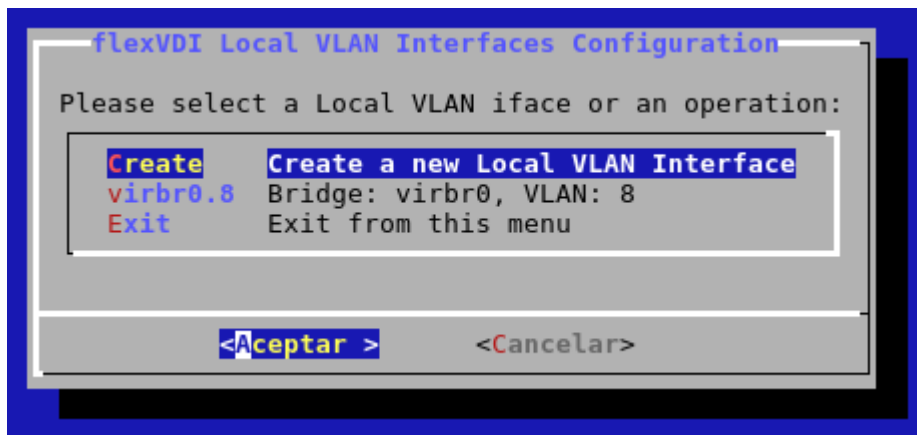 flexVDI Local VLAN Interfaces Configuration
Please select a Local VLAN iface or an operation:
Create Create a new Local VLAN Interface
virbr0.8 Bridge: virbr0, VLAN: 8
Exit Exit from this menu
<Aceptar > <Cancelar>